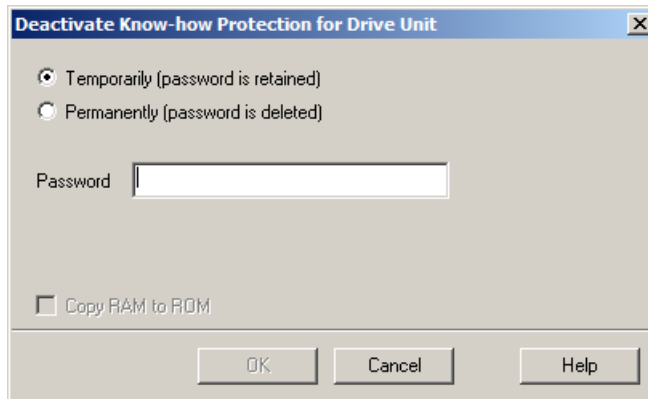 Deactivate Know-how Protection for Drive Unit
Temporarily (password is retained)
Permanently (password is deleted)
Password
Copy RAM to ROM
OK Cancel Help